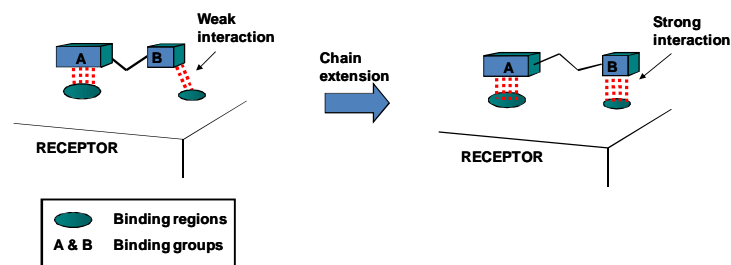 Weak
interaction
A
B
RECEPTOR
Chain
extension
Strong
interaction
A
B
RECEPTOR
Binding regions
A & B Binding groups